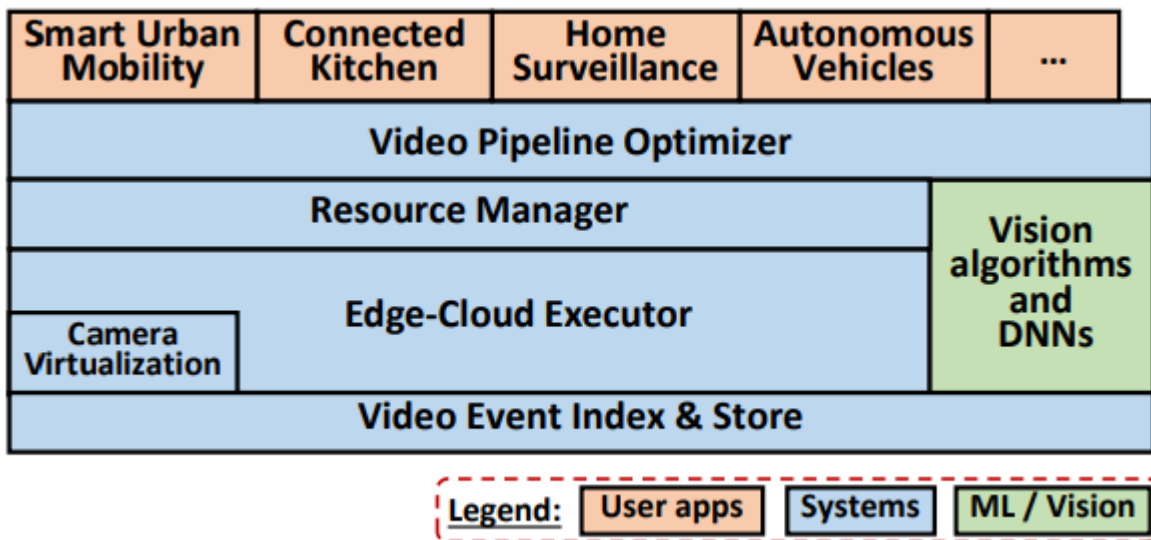 Smart Urban
Mobility
Connected
Kitchen
Home
Surveillance
Autonomous
Vehicles
...
Video Pipeline Optimizer
Resource Manager
Vision
algorithms
and
DNNs
Edge-Cloud Executor
Camera
Virtualization
Video Event Index & Store
Legend:
User apps
Systems
ML / Vision